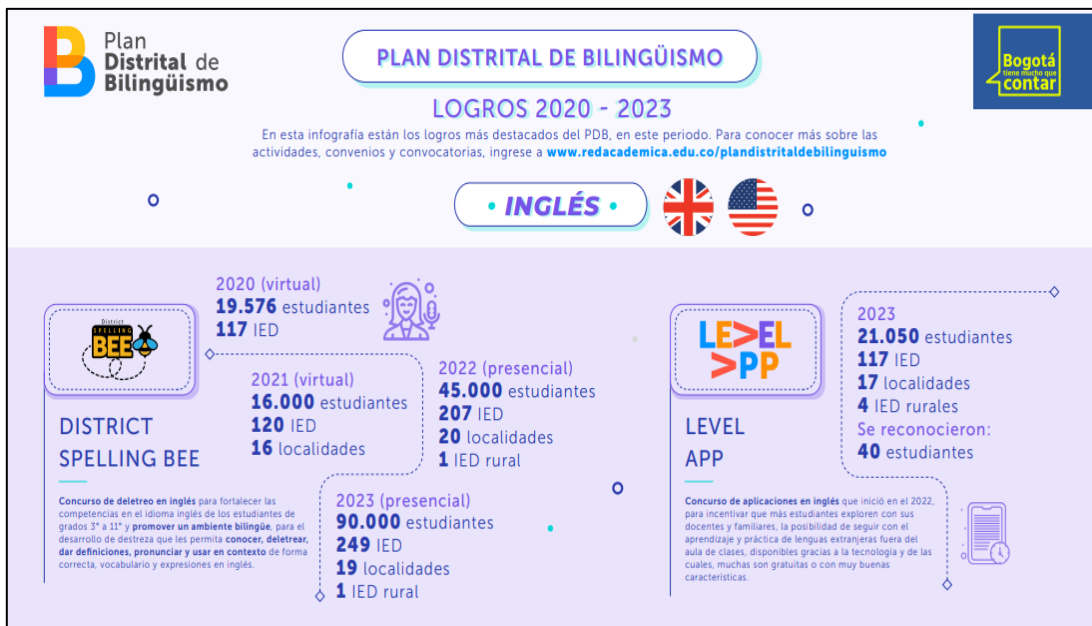 Plan
Distrital de
Bilingüismo
PLAN DISTRITAL DE BILINGÜISMO
Bogotá
tiene mucho que
contar
LOGROS 2020 - 2023
En esta infografía están los logros más destacados del PDB, en este periodo. Para conocer más sobre las
actividades, convenios y convocatorias, ingrese a www.redacademica.edu.co/plandistritaldebilinguismo
• INGLÉS •
District
SPELLING
BEE
DISTRICT
SPELLING BEE
Concurso de deletreo en inglés para fortalecer las
competencias en el idioma inglés de los estudiantes de
grados 3° a 11° y promover un ambiente bilingüe, para el
desarrollo de destreza que les permita conocer, deletrear,
dar definiciones, pronunciar y usar en contexto de forma
correcta, vocabulario y expresiones en inglés.
2020 (virtual)
19.576 estudiantes
117 IED
2021 (virtual)
16.000 estudiantes
120 IED
16 localidades
2022 (presencial)
45.000 estudiantes
207 IED
20 localidades
1 IED rural
2023 (presencial)
90.000 estudiantes
249 IED
19 localidades
1 IED rural
LE>EL
>PP
LEVEL
APP
Concurso de aplicaciones en inglés que inició en el 2022,
para incentivar que más estudiantes exploren con sus
docentes y familiares, la posibilidad de seguir con el
aprendizaje y práctica de lenguas extranjeras fuera del
aula de clases, disponibles gracias a la tecnología y de las
cuales, muchas son gratuitas o con muy buenas
características.
2023
21.050 estudiantes
117 IED
17 localidades
4 IED rurales
Se reconocieron:
40 estudiantes